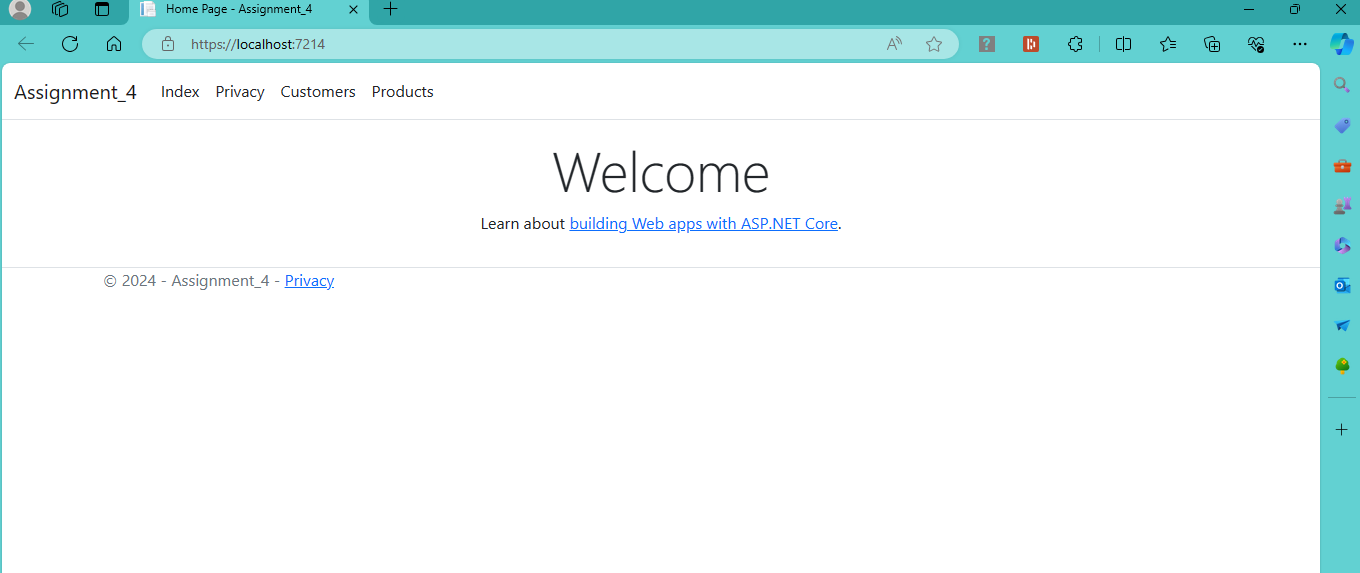 Home Page - Assignment_4
https://localhost:7214
Assignment_4 Index Privacy Customers Products
Welcome
Learn about building Web apps with ASP.NET Core.
© 2024 - Assignment_4 - Privacy